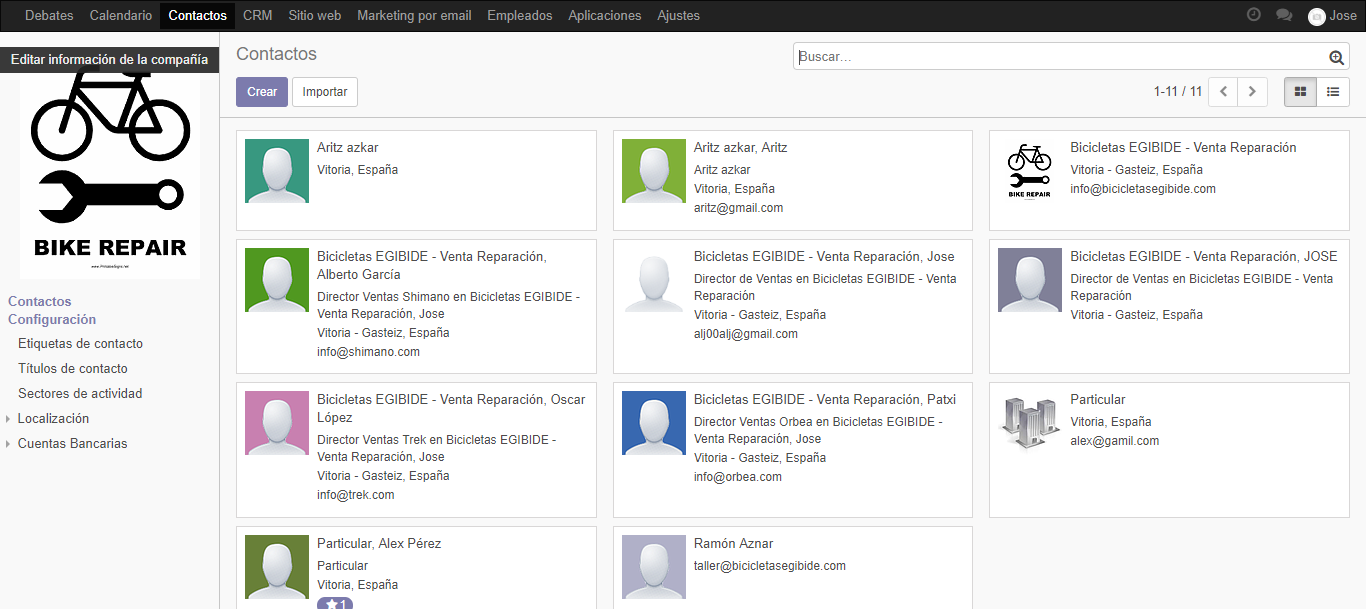 Debates Calendario Contactos CRM Sitio web Marketing por email Empleados Aplicaciones Ajustes Jose
Editar información de la compañía
BIKE REPAIR
Contactos
Configuración
Etiquetas de contacto
Títulos de contacto
Sectores de actividad
Localización
Cuentas Bancarias
Contactos
Buscar...
Crear Importar
1-11 / 11
Aritz azkar
Vitoria, España
Aritz azkar, Aritz
Aritz azkar
Vitoria, España
aritz@gmail.com
BIKE REPAIR
Bicicletas EGIBIDE - Venta Reparación
Vitoria - Gasteiz, España
info@bicicletasegibide.com
Bicicletas EGIBIDE - Venta Reparación,
Alberto García
Director Ventas Shimano en Bicicletas EGIBIDE -
Venta Reparación, Jose
Vitoria - Gasteiz, España
info@shimano.com
Bicicletas EGIBIDE - Venta Reparación, Jose
Director de Ventas en Bicicletas EGIBIDE - Venta
Reparación
Vitoria - Gasteiz, España
alj00alj@gmail.com
Bicicletas EGIBIDE - Venta Reparación, JOSE
Director de Ventas en Bicicletas EGIBIDE - Venta
Reparación
Vitoria - Gasteiz, España
Bicicletas EGIBIDE - Venta Reparación, Oscar
López
Director Ventas Trek en Bicicletas EGIBIDE -
Venta Reparación, Jose
Vitoria - Gasteiz, España
info@trek.com
Bicicletas EGIBIDE - Venta Reparación, Patxi
Director Ventas Orbea en Bicicletas EGIBIDE -
Venta Reparación, Jose
Vitoria - Gasteiz, España
info@orbea.com
Particular
Vitoria, España
alex@gamil.com
Particular, Alex Pérez
Particular
Vitoria, España
1
Ramón Aznar
taller@bicicletasegibide.com